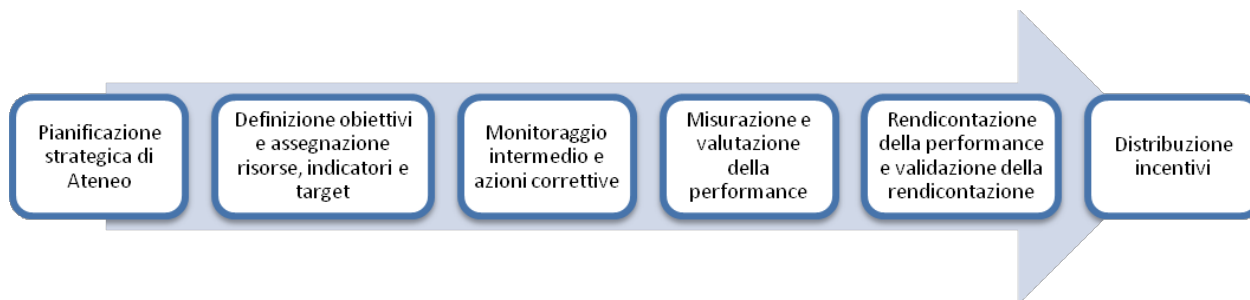 Pianificazione
strategica di
Ateneo
Definizione obiettivi
e assegnazione
risorse, indicatori e
target
Monitoraggio
intermedio e
azioni correttive
Misurazione e
valutazione
della
performance
Rendicontazione
della performance
e validazione della
rendicontazione
Distribuzione
incentivi